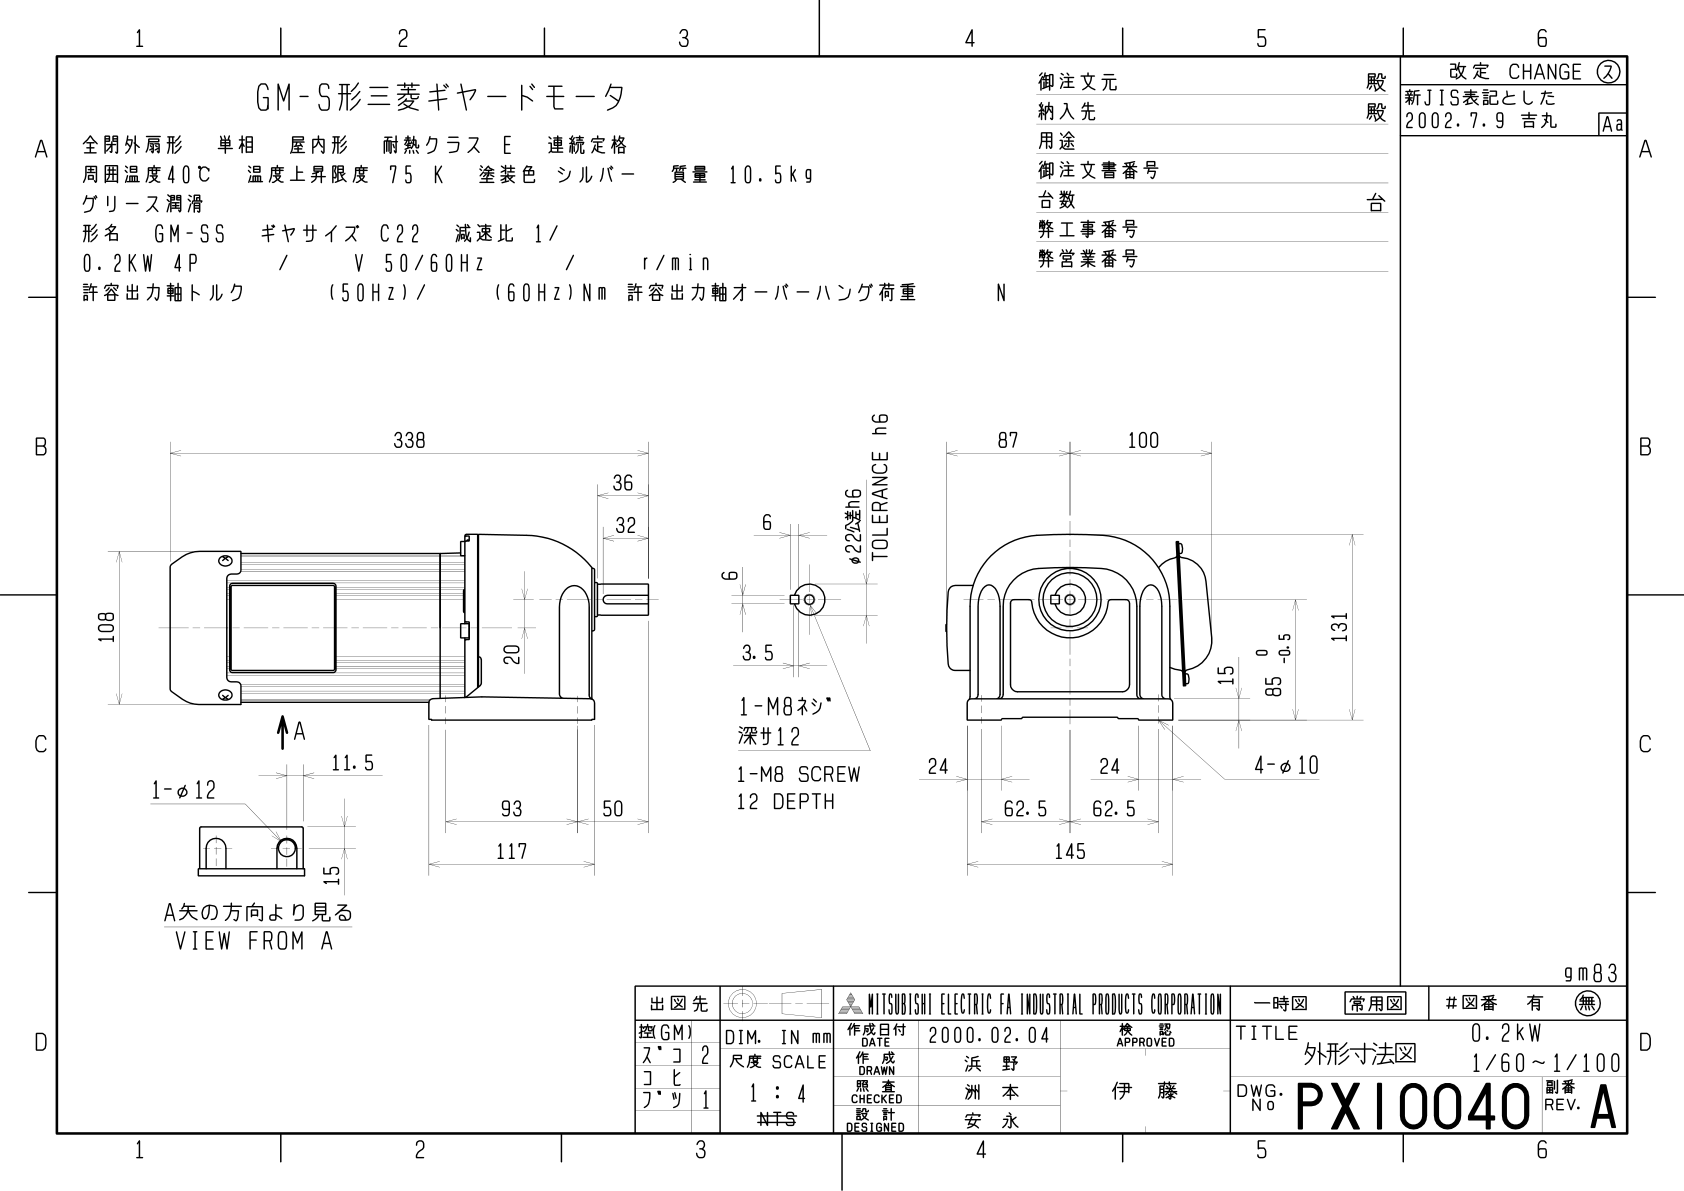 1 2 3 4 5 6
GM-S形三菱ギヤードモータ
全閉外扇形 単相 屋内形 耐熱クラス E 連続定格
周囲温度40℃ 温度上昇限度 75 K 塗装色 シルバー 質量 10.5kg
グリース潤滑
形名 GM-SS ギヤサイズ C22 減速比 1/
0.2KW 4P / V 50/60Hz / r/min
許容出力軸トルク (50Hz)/ (60Hz)Nm 許容出力軸オーバーハング荷重 N
御注文元 殿
納入先 殿
用途
御注文書番号
台数 台
弊工事番号
弊営業番号
改定 CHANGE ス
新JIS表記とした
2002.7.9 吉丸 Aa
A A
B B
C C
D D
338
36
32
108
20
A
11.5
1-φ12
15
93 50
117
A矢の方向より見る
VIEW FROM A
6
6
3.5
φ22公差h6
TOLERANCE h6
1-M8ネジ
深サ12
1-M8 SCREW
12 DEPTH
87 100
131
15
85 0 -0.5
24 24
4-φ10
62.5 62.5
145
gm83
出図先
控(GM)
ズコ 2
コヒ
ブツ 1
DIM. IN mm
尺度 SCALE
1 : 4
NTS
MITSUBISHI ELECTRIC FA INDUSTRIAL PRODUCTS CORPORATION
作成日付 DATE 2000.02.04
作成 DRAWN 浜野
照査 CHECKED 洲本
設計 DESIGNED 安永
検認 APPROVED
伊藤
一時図 常用図 #図番 有 無
TITLE 外形寸法図
0.2kW
1/60~1/100
DWG. No PX10040
副番 REV. A
1 2 3 4 5 6